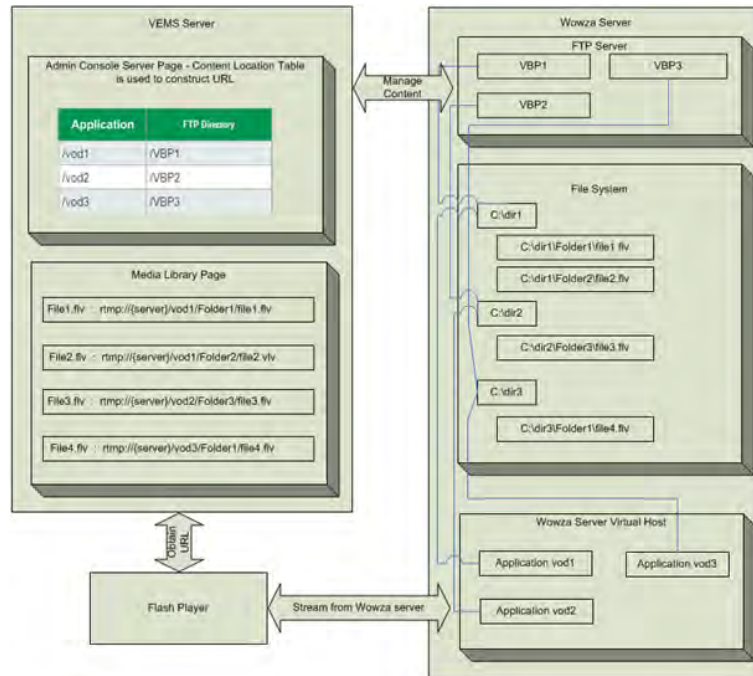 VEMS Server
Admin Console Server Page - Content Location Table
is used to construct URL
Application FTP Directory
/vod1 /VBP1
/vod2 /VBP2
/vod3 /VBP3
Media Library Page
File1.flv : rtmp://{server}/vod1/Folder1/file1.flv
File2.flv : rtmp://{server}/vod1/Folder2/file2.vlv
File3.flv : rtmp://{server}/vod2/Folder3/file3.flv
File4.flv : rtmp://{server}/vod3/Folder1/file4.flv
Obtain
URL
Flash Player
Manage
Content
Stream from Wowza server
Wowza Server
FTP Server
VBP1
VBP3
VBP2
File System
C:\dir1
C:\dir1\Folder1\file1.flv
C:\dir1\Folder2\file2.flv
C:\dir2
C:\dir2\Folder3\file3.flv
C:\dir3
C:\dir3\Folder1\file4.flv
Wowza Server Virtual Host
Application vod1
Application vod3
Application vod2